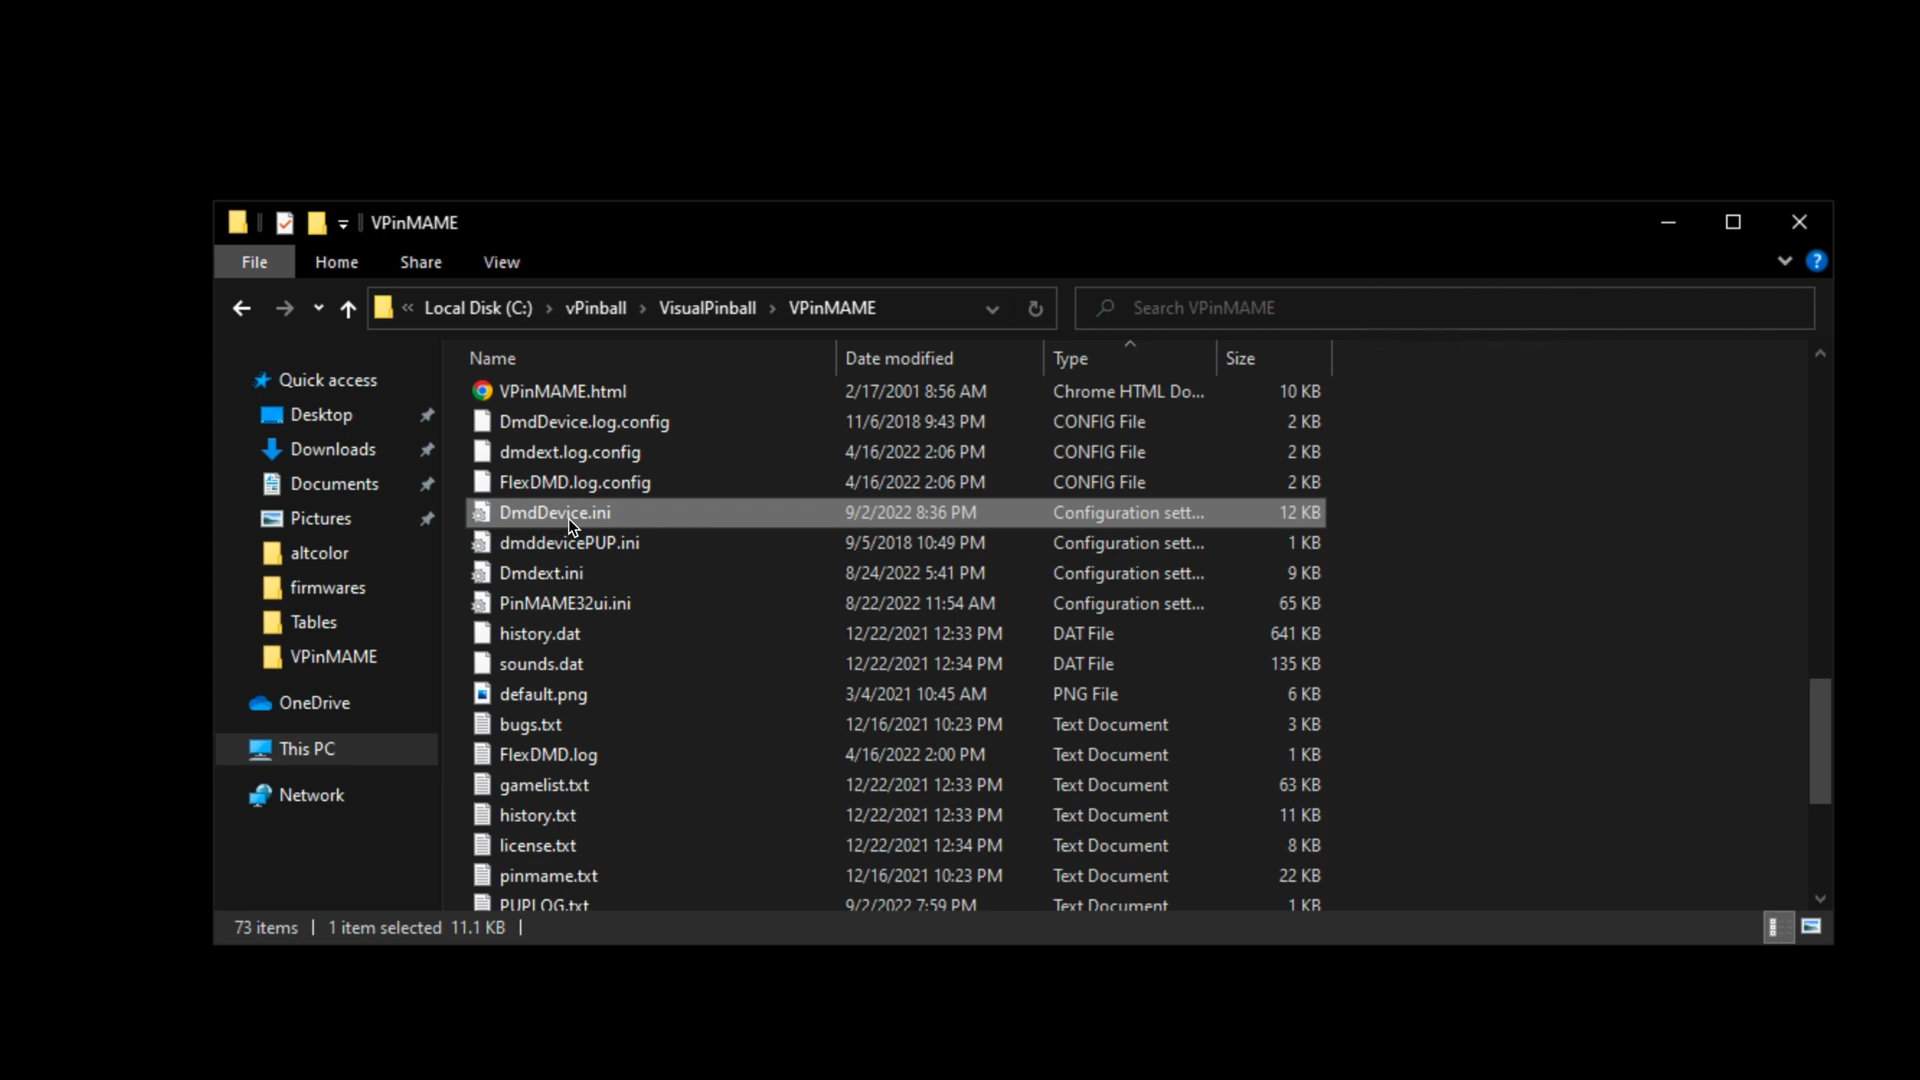 VPinMAME
File Home Share View
« Local Disk (C:) › vPinball › VisualPinball › VPinMAME
Search VPinMAME
Quick access
Desktop
Downloads
Documents
Pictures
altcolor
firmwares
Tables
VPinMAME
OneDrive
This PC
Network
Name Date modified Type Size
VPinMAME.html 2/17/2001 8:56 AM Chrome HTML Do... 10 KB
DmdDevice.log.config 11/6/2018 9:43 PM CONFIG File 2 KB
dmdext.log.config 4/16/2022 2:06 PM CONFIG File 2 KB
FlexDMD.log.config 4/16/2022 2:06 PM CONFIG File 2 KB
DmdDevice.ini 9/2/2022 8:36 PM Configuration sett... 12 KB
dmddevicePUP.ini 9/5/2018 10:49 PM Configuration sett... 1 KB
Dmdext.ini 8/24/2022 5:41 PM Configuration sett... 9 KB
PinMAME32ui.ini 8/22/2022 11:54 AM Configuration sett... 65 KB
history.dat 12/22/2021 12:33 PM DAT File 641 KB
sounds.dat 12/22/2021 12:34 PM DAT File 135 KB
default.png 3/4/2021 10:45 AM PNG File 6 KB
bugs.txt 12/16/2021 10:23 PM Text Document 3 KB
FlexDMD.log 4/16/2022 2:00 PM Text Document 1 KB
gamelist.txt 12/22/2021 12:33 PM Text Document 63 KB
history.txt 12/22/2021 12:33 PM Text Document 11 KB
license.txt 12/22/2021 12:34 PM Text Document 8 KB
pinmame.txt 12/16/2021 10:23 PM Text Document 22 KB
PUPLOG.txt 9/2/2022 7:59 PM Text Document 1 KB
73 items | 1 item selected 11.1 KB |